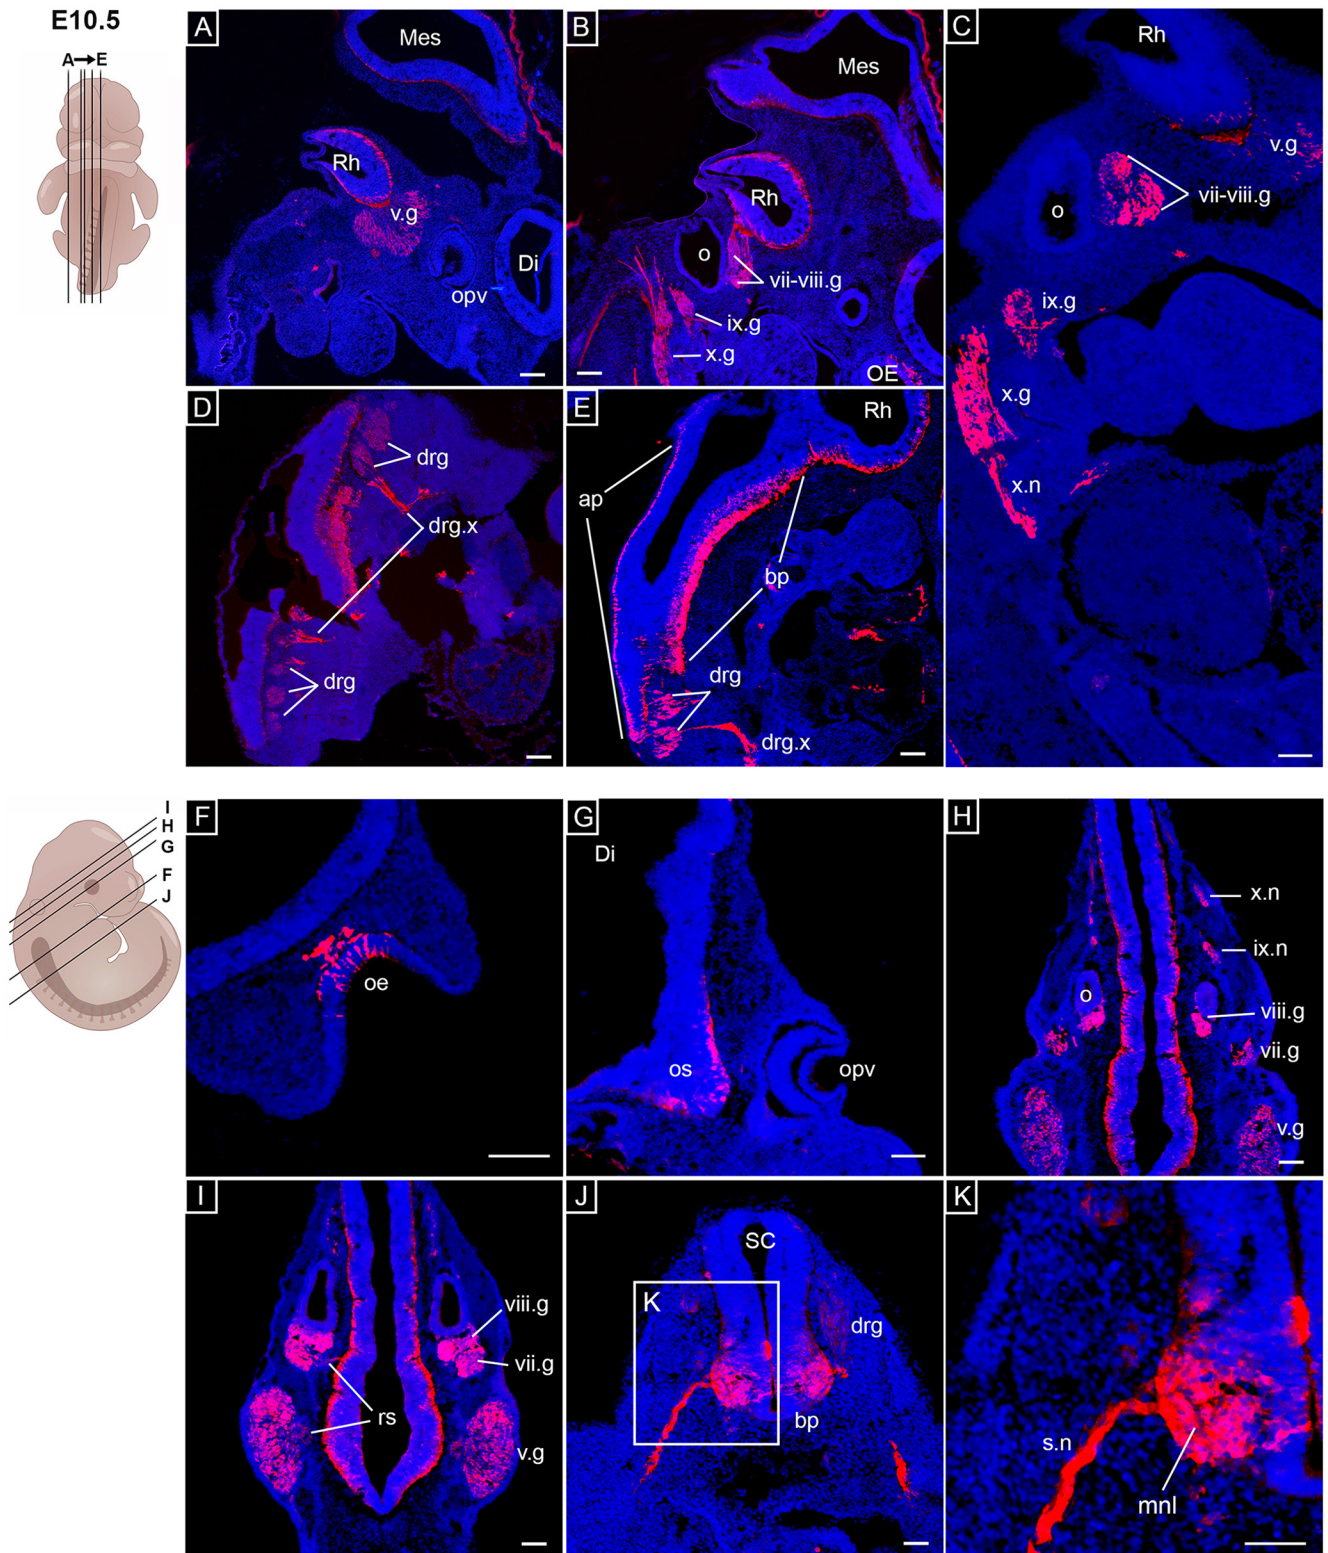 E10.5
A E
A
Mes
Rh
v.g
opv
Di
B
Mes
Rh
o
vii-viii.g
ix.g
x.g
OE
C
Rh
v.g
vii-viii.g
o
ix.g
x.g
x.n
D
drg
drg.x
drg
E
Rh
ap
bp
drg
drg.x
I
H
G
F
J
F
oe
G
Di
os
opv
H
x.n
ix.n
o
viii.g
vii.g
v.g
I
viii.g
vii.g
rs
v.g
J
SC
K
drg
bp
K
s.n
mnl